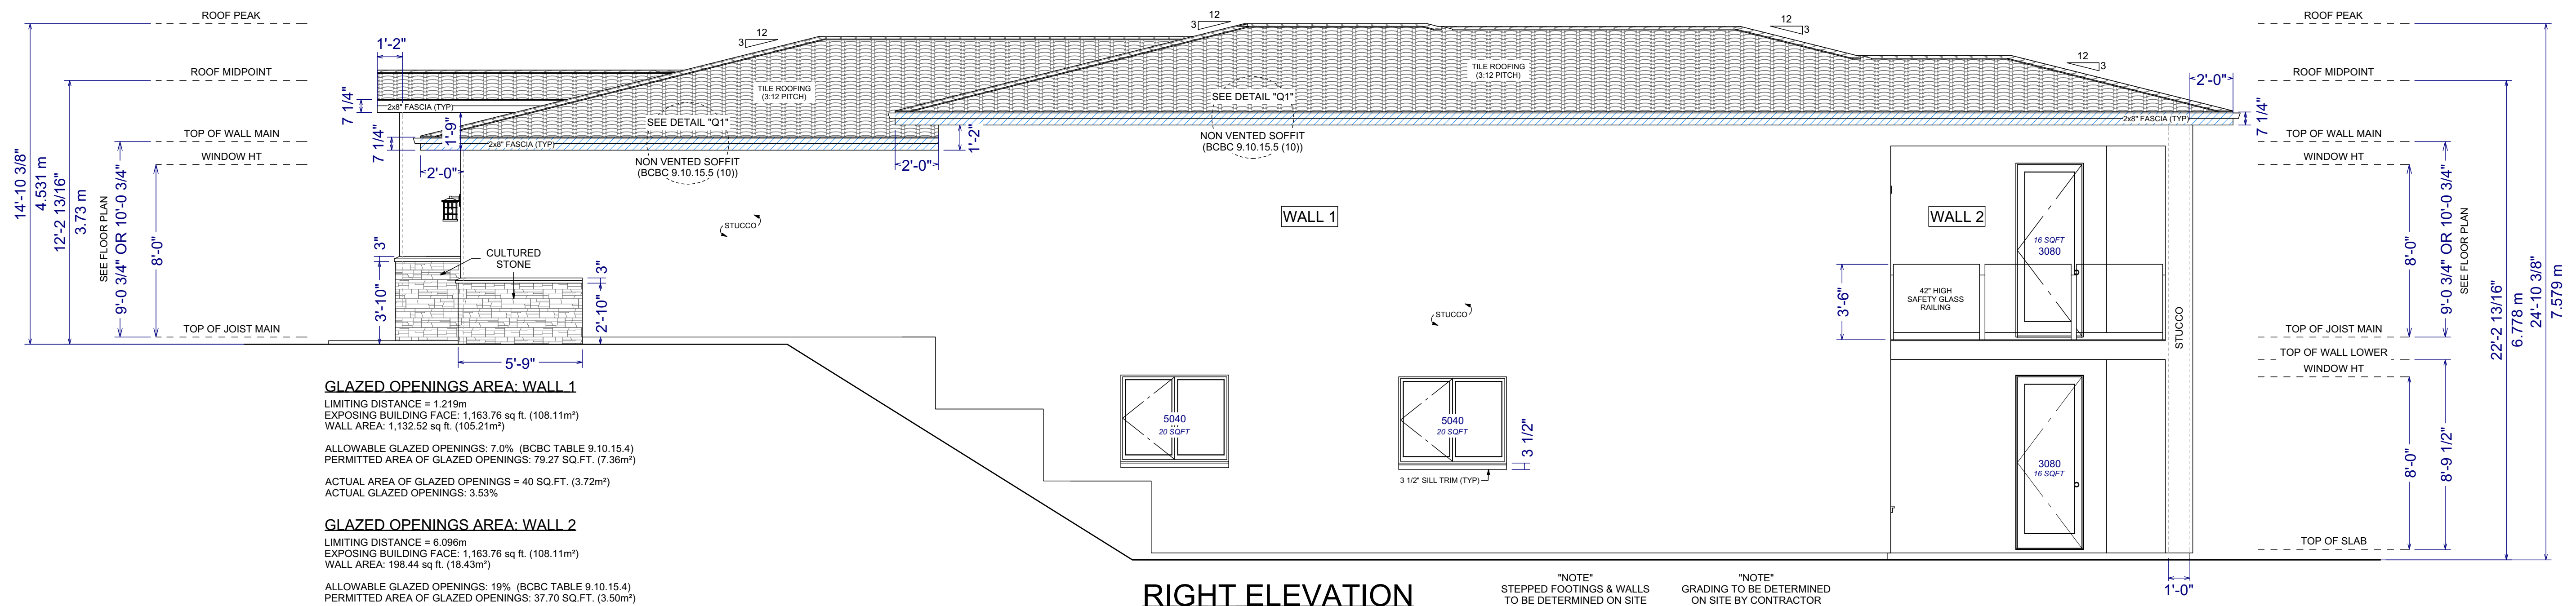 ROOF PEAK
ROOF MIDPOINT
TOP OF WALL MAIN
WINDOW HT
TOP OF JOIST MAIN
14'-10 3/8"
4.531 m
12'-2 13/16"
3.73 m
SEE FLOOR PLAN
9'-0 3/4" OR 10'-0 3/4"
8'-0"
1'-2"
7 1/4"
2x8" FASCIA (TYP)
7 1/4"
1'-9"
2x8" FASCIA (TYP)
2'-0"
12
3
TILE ROOFING
(3:12 PITCH)
SEE DETAIL "Q1"
NON VENTED SOFFIT
(BCBC 9.10.15.5 (10))
STUCCO
3"
3'-10"
CULTURED
STONE
3"
2'-10"
5'-9"
12
3
2'-0"
1'-2"
SEE DETAIL "Q1"
NON VENTED SOFFIT
(BCBC 9.10.15.5 (10))
TILE ROOFING
(3:12 PITCH)
12
3
12
3
2'-0"
2x8" FASCIA (TYP)
7 1/4"
WALL 1
WALL 2
STUCCO
16 SQFT
3080
3'-6"
42" HIGH
SAFETY GLASS
RAILING
STUCCO
5040
20 SQFT
5040
20 SQFT
3 1/2"
3 1/2" SILL TRIM (TYP)
3080
16 SQFT
1'-0"
ROOF PEAK
ROOF MIDPOINT
TOP OF WALL MAIN
WINDOW HT
TOP OF JOIST MAIN
TOP OF WALL LOWER
WINDOW HT
TOP OF SLAB
8'-0"
9'-0 3/4" OR 10'-0 3/4"
SEE FLOOR PLAN
8'-0"
8'-9 1/2"
22'-2 13/16"
6.778 m
24'-10 3/8"
7.579 m
GLAZED OPENINGS AREA: WALL 1
LIMITING DISTANCE = 1.219m
EXPOSING BUILDING FACE: 1,163.76 sq ft. (108.11m²)
WALL AREA: 1,132.52 sq ft. (105.21m²)
ALLOWABLE GLAZED OPENINGS: 7.0% (BCBC TABLE 9.10.15.4)
PERMITTED AREA OF GLAZED OPENINGS: 79.27 SQ.FT. (7.36m²)
ACTUAL AREA OF GLAZED OPENINGS = 40 SQ.FT. (3.72m²)
ACTUAL GLAZED OPENINGS: 3.53%
GLAZED OPENINGS AREA: WALL 2
LIMITING DISTANCE = 6.096m
EXPOSING BUILDING FACE: 1,163.76 sq ft. (108.11m²)
WALL AREA: 198.44 sq ft. (18.43m²)
ALLOWABLE GLAZED OPENINGS: 19% (BCBC TABLE 9.10.15.4)
PERMITTED AREA OF GLAZED OPENINGS: 37.70 SQ.FT. (3.50m²)
RIGHT ELEVATION
"NOTE"
STEPPED FOOTINGS & WALLS
TO BE DETERMINED ON SITE
"NOTE"
GRADING TO BE DETERMINED
ON SITE BY CONTRACTOR